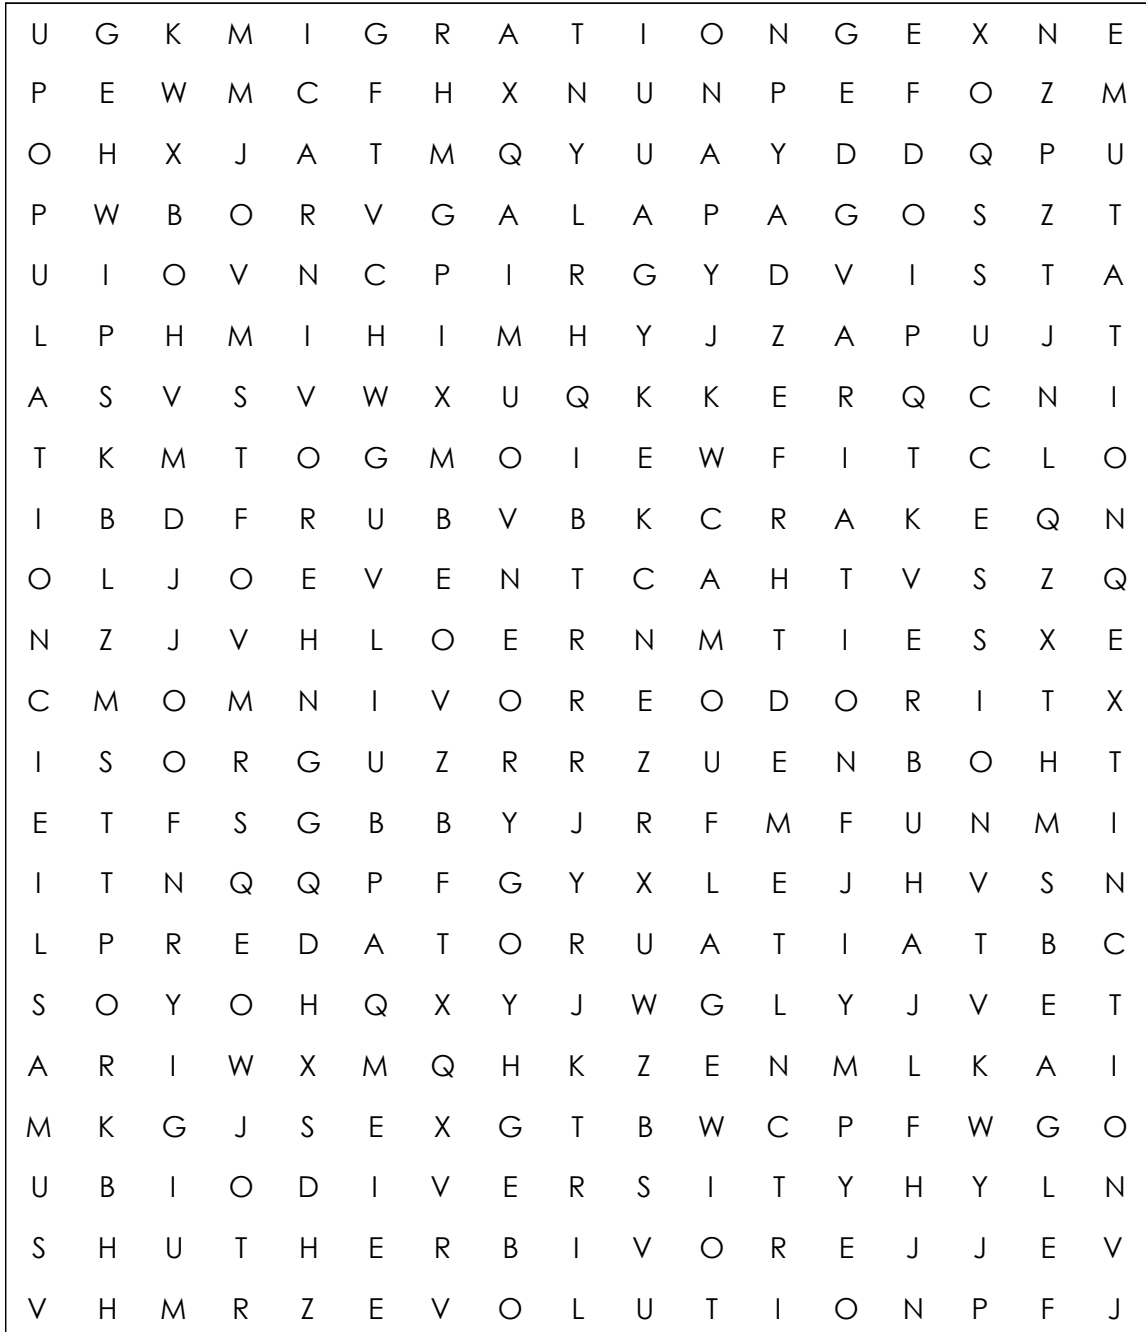 U G K M I G R A T I O N G E X N E
P E W M C F H X N U N P E F O Z M
O H X J A T M Q Y U A Y D D Q P U
P W B O R V G A L A P A G O S Z T
U I O V N C P I R G Y D V I S T A
L P H M I H I M H Y J Z A P U J T
A S V S V W X U Q K K E R Q C N I
T K M T O G M O I E W F I T C L O
I B D F R U B V B K C R A K E Q N
O L J O E V E N T C A H T V S Z Q
N Z J V H L O E R N M T I E S X E
C M O M N I V O R E O D O R I T X
I S O R G U Z R R Z U E N B O H T
E T F S G B B Y J R F M F U N M I
I T N Q Q P F G Y X L E J H V S N
L P R E D A T O R U A T I A T B C
S O Y O H Q X Y J W G L Y J V E T
A R I W X M Q H K Z E N M L K A I
M K G J S E X G T B W C P F W G O
U B I O D I V E R S I T Y H Y L N
S H U T H E R B I V O R E J J E V
V H M R Z E V O L U T I O N P F J